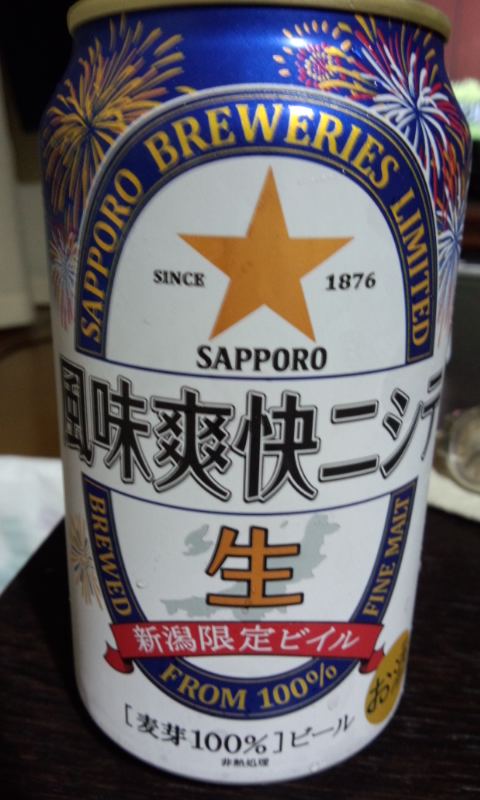 SAPPORO BREWERIES LIMITED
SINCE 1876
SAPPORO
風味爽快ニシテ
生
新潟限定ビイル
BREWED FROM 100% FINE MALT
お酒
[麦芽100%]ビール
非熱処理